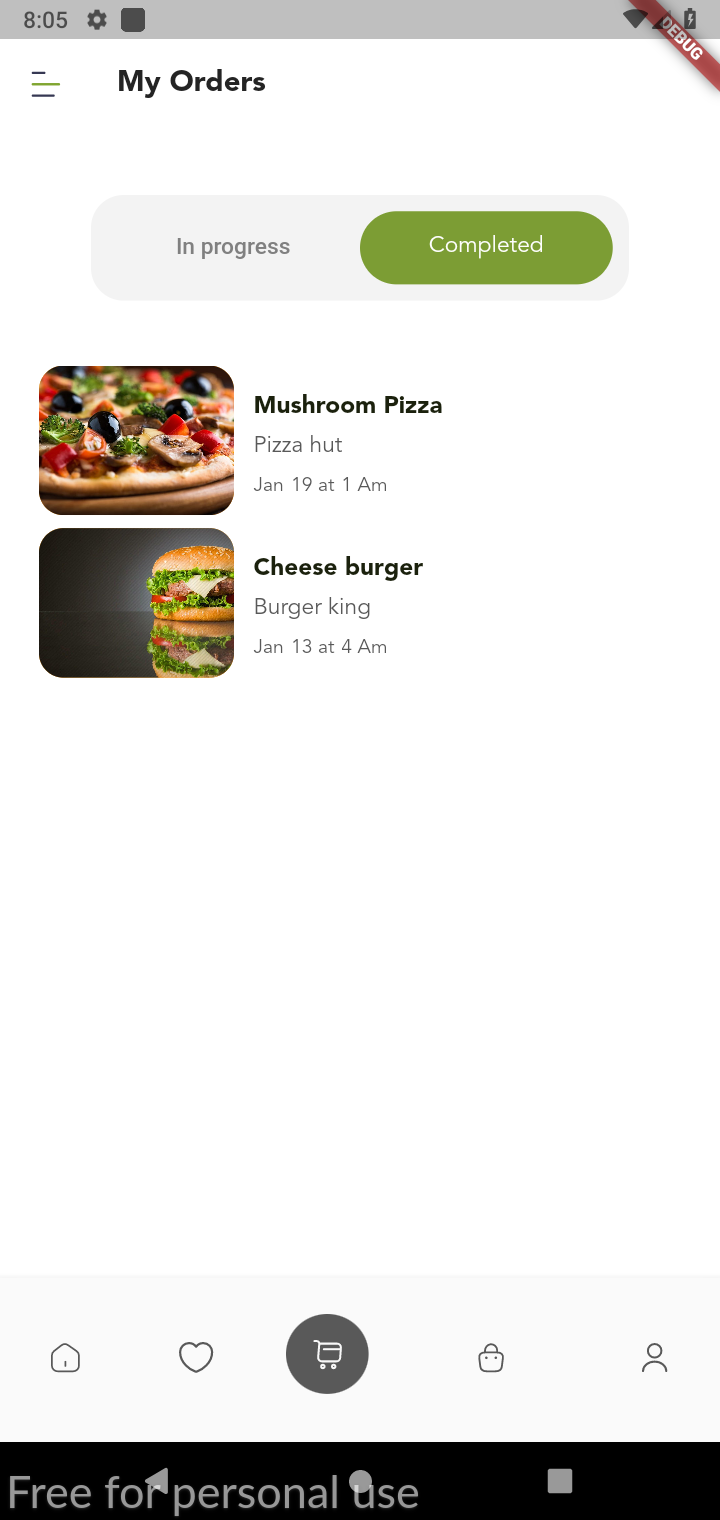 8:05
DEBUG
My Orders
In progress
Completed
Mushroom Pizza
Pizza hut
Jan 19 at 1 Am
Cheese burger
Burger king
Jan 13 at 4 Am
Free for personal use